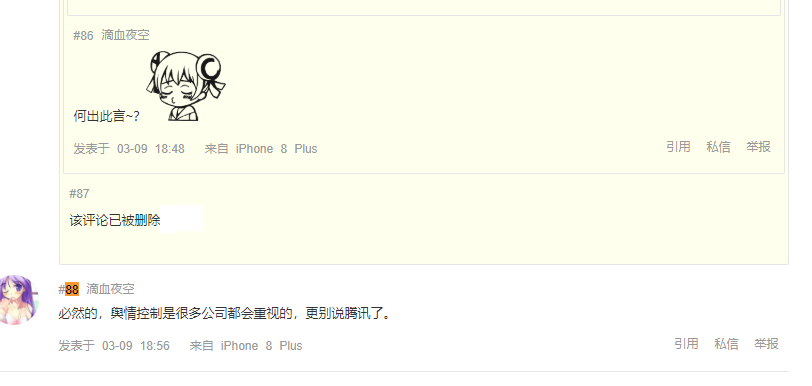 #86 滴血夜空
何出此言~?
发表于 03-09 18:48 来自 iPhone 8 Plus 引用 私信 举报
#87
该评论已被删除
#88 滴血夜空
必然的，舆情控制是很多公司都会重视的，更别说腾讯了。
发表于 03-09 18:56 来自 iPhone 8 Plus 引用 私信 举报